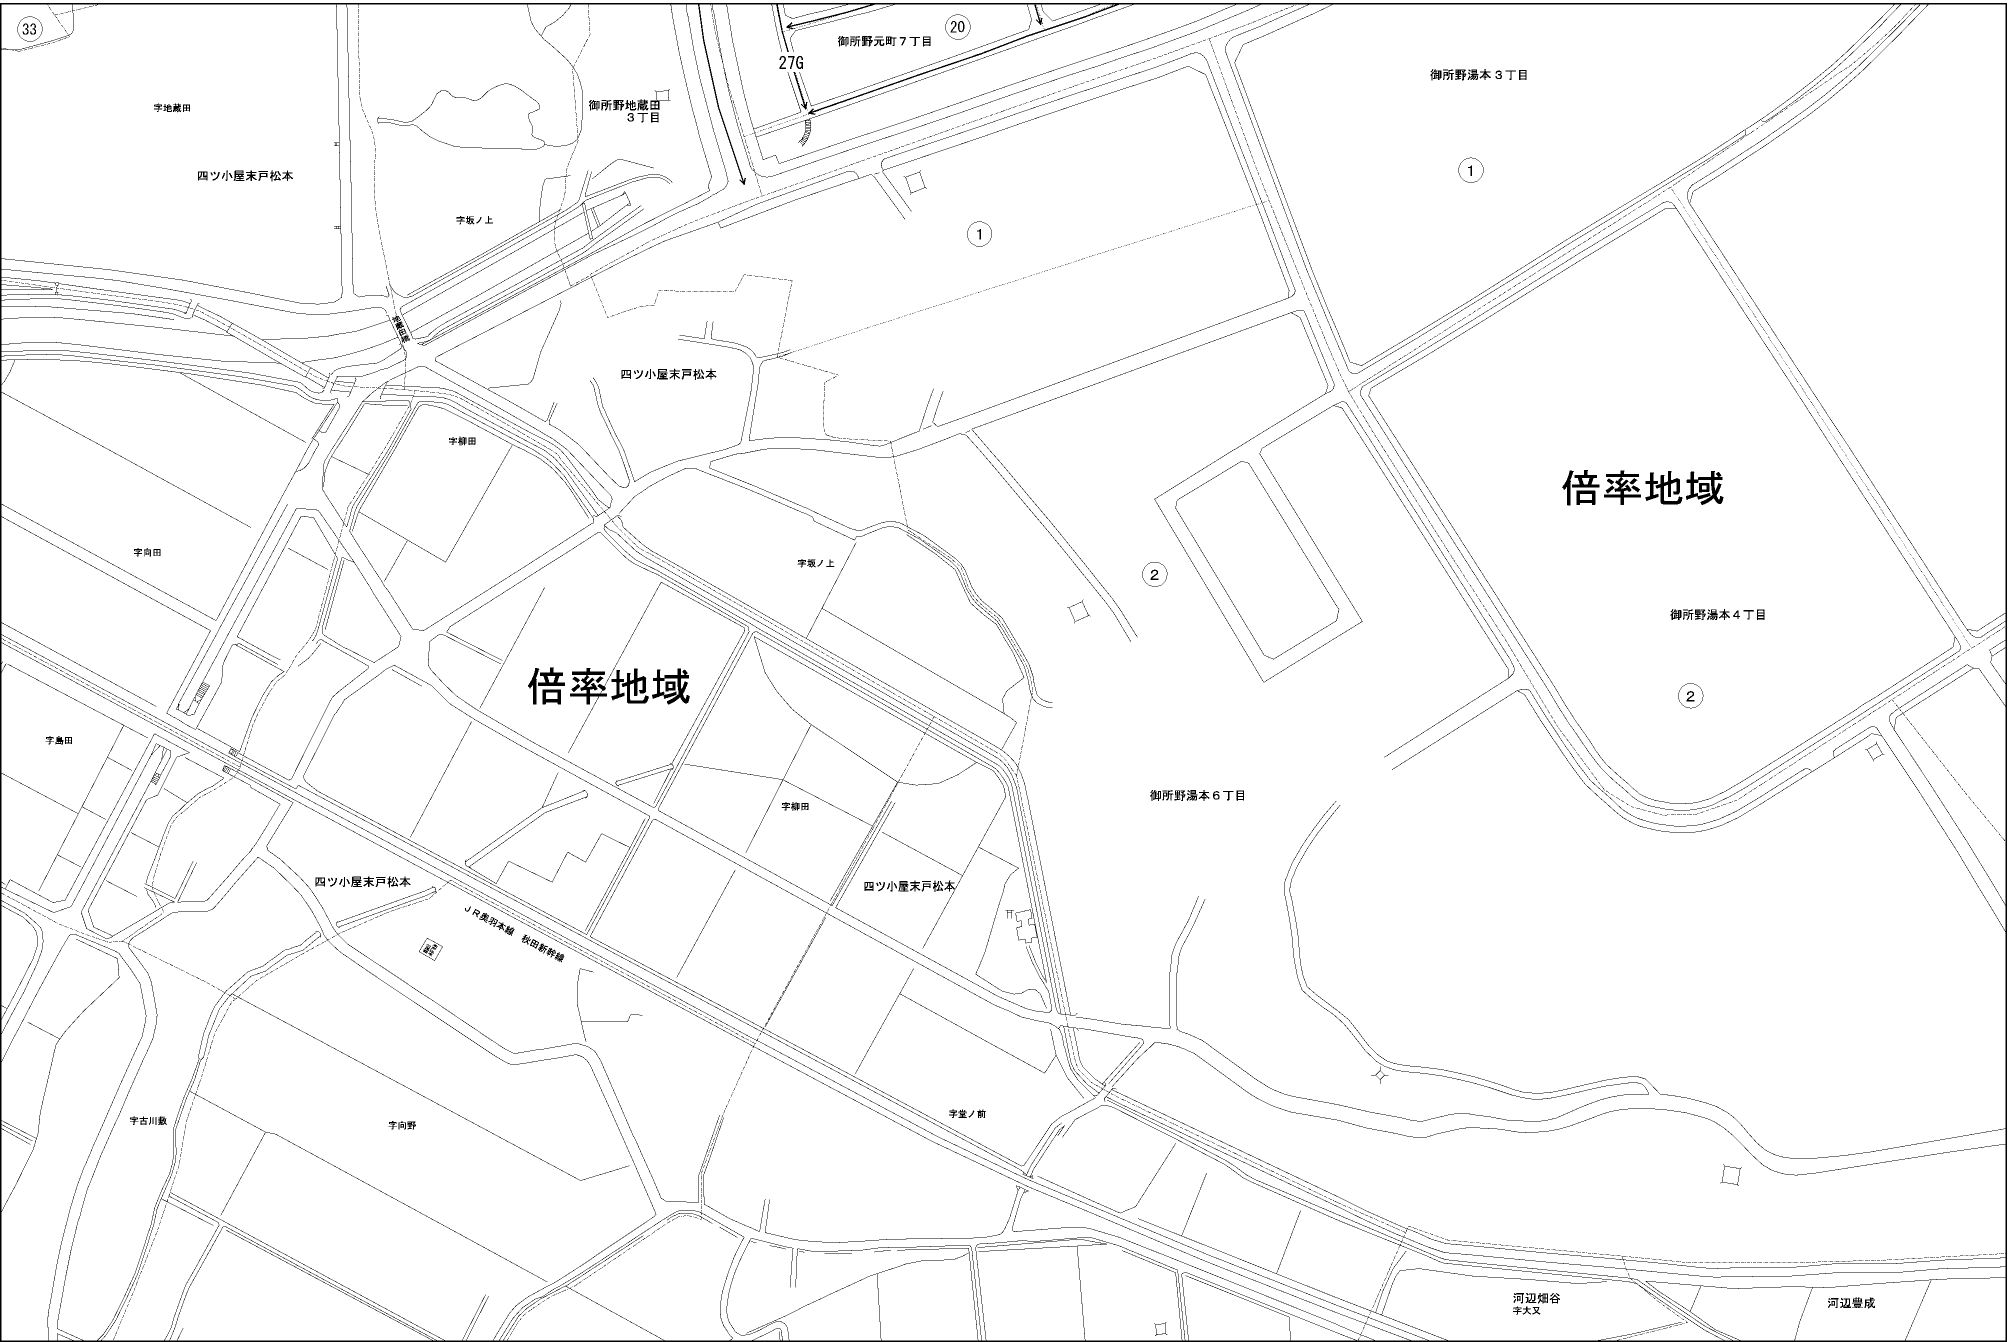 33
20
御所野元町７丁目
27G
御所野湯本３丁目
字地蔵田
御所野地蔵田
３丁目
四ツ小屋末戸松本
1
字坂ノ上
1
地蔵田橋
四ツ小屋末戸松本
字柳田
倍率地域
字向田
字坂ノ上
2
御所野湯本４丁目
倍率地域
2
字島田
御所野湯本６丁目
字柳田
四ツ小屋末戸松本
四ツ小屋末戸松本
ＪＲ奥羽本線　秋田新幹線
字堂ノ前
字古川敷
字向野
河辺畑谷
字大又
河辺豊成